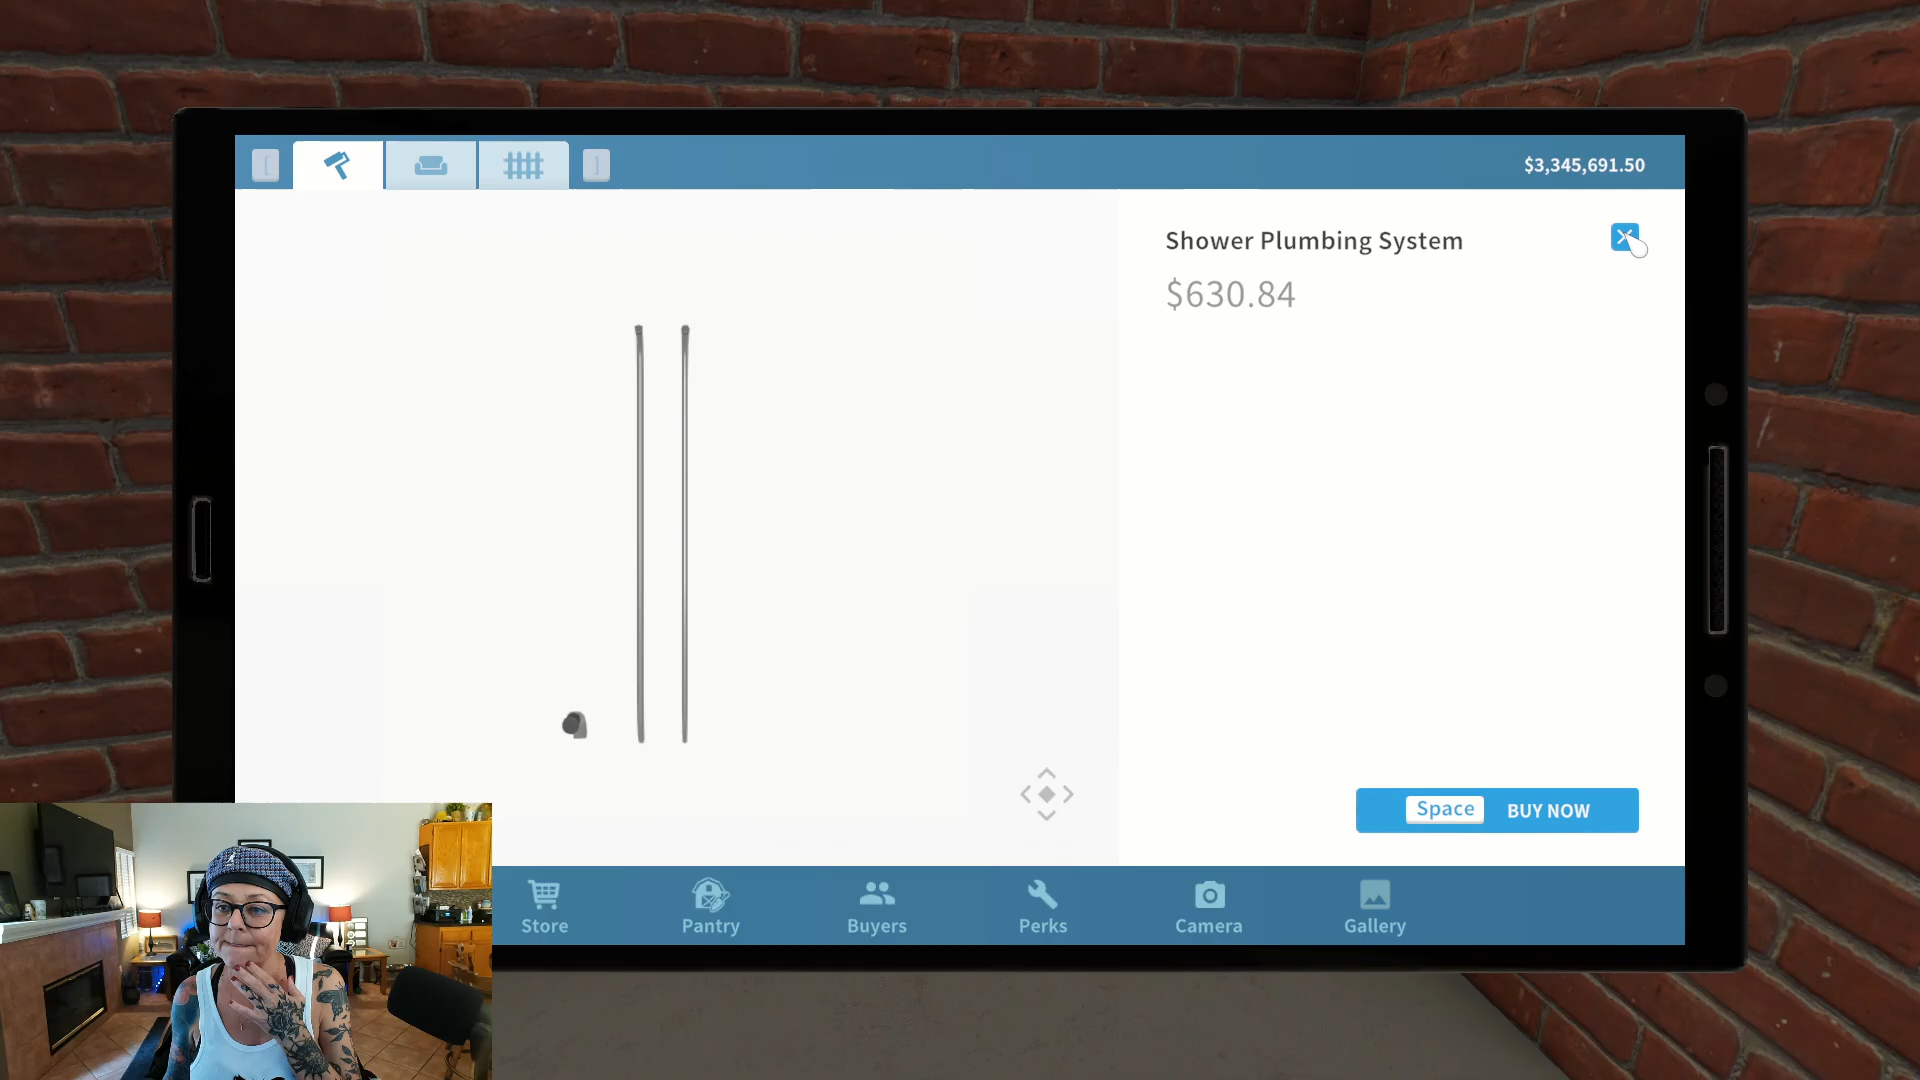 [
]
$3,345,691.50
Shower Plumbing System
$630.84
Space BUY NOW
Store Pantry Buyers Perks Camera Gallery